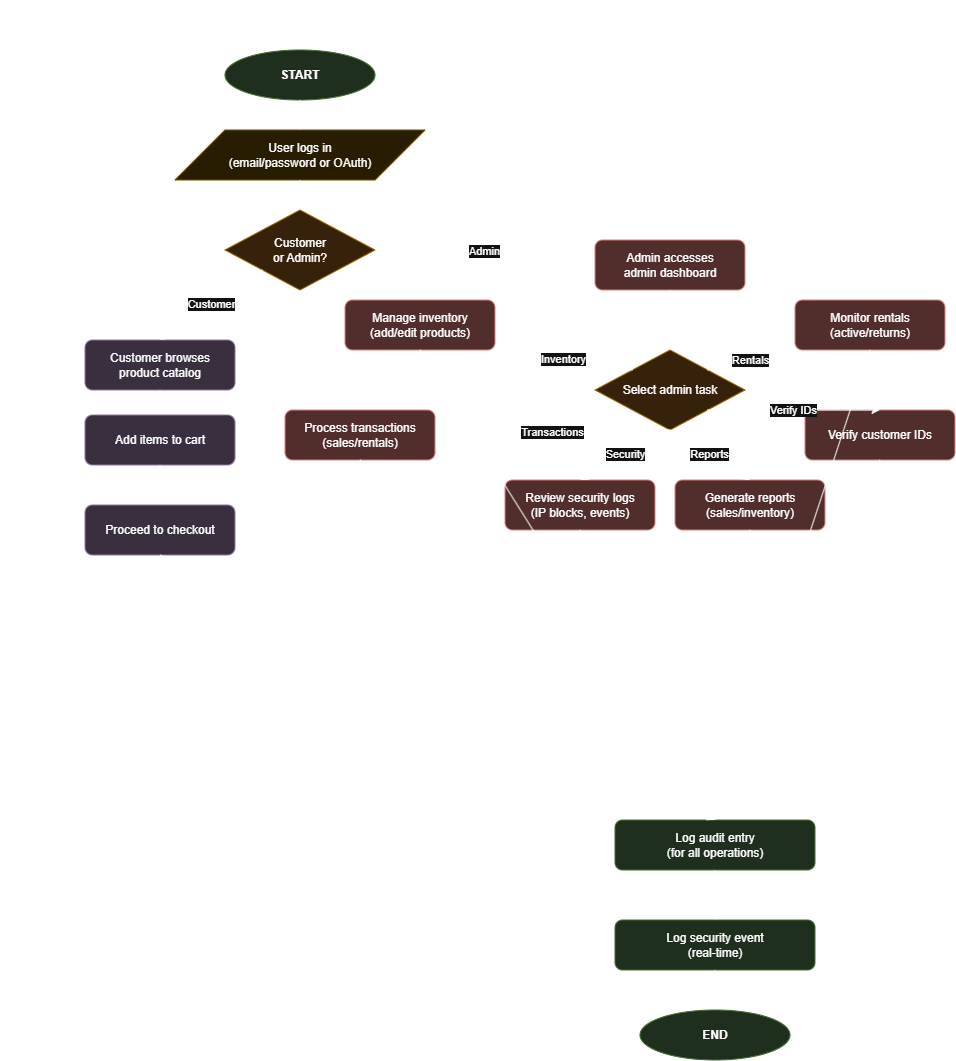 START
User logs in
(email/password or OAuth)
Customer
or Admin?
Admin
Admin accesses
admin dashboard
Customer
Manage inventory
(add/edit products)
Monitor rentals
(active/returns)
Customer browses
product catalog
Inventory
Rentals
Select admin task
Verify IDs
Add items to cart
Process transactions
(sales/rentals)
Transactions
Verify customer IDs
Security
Reports
Review security logs
(IP blocks, events)
Generate reports
(sales/inventory)
Proceed to checkout
Log audit entry
(for all operations)
Log security event
(real-time)
END